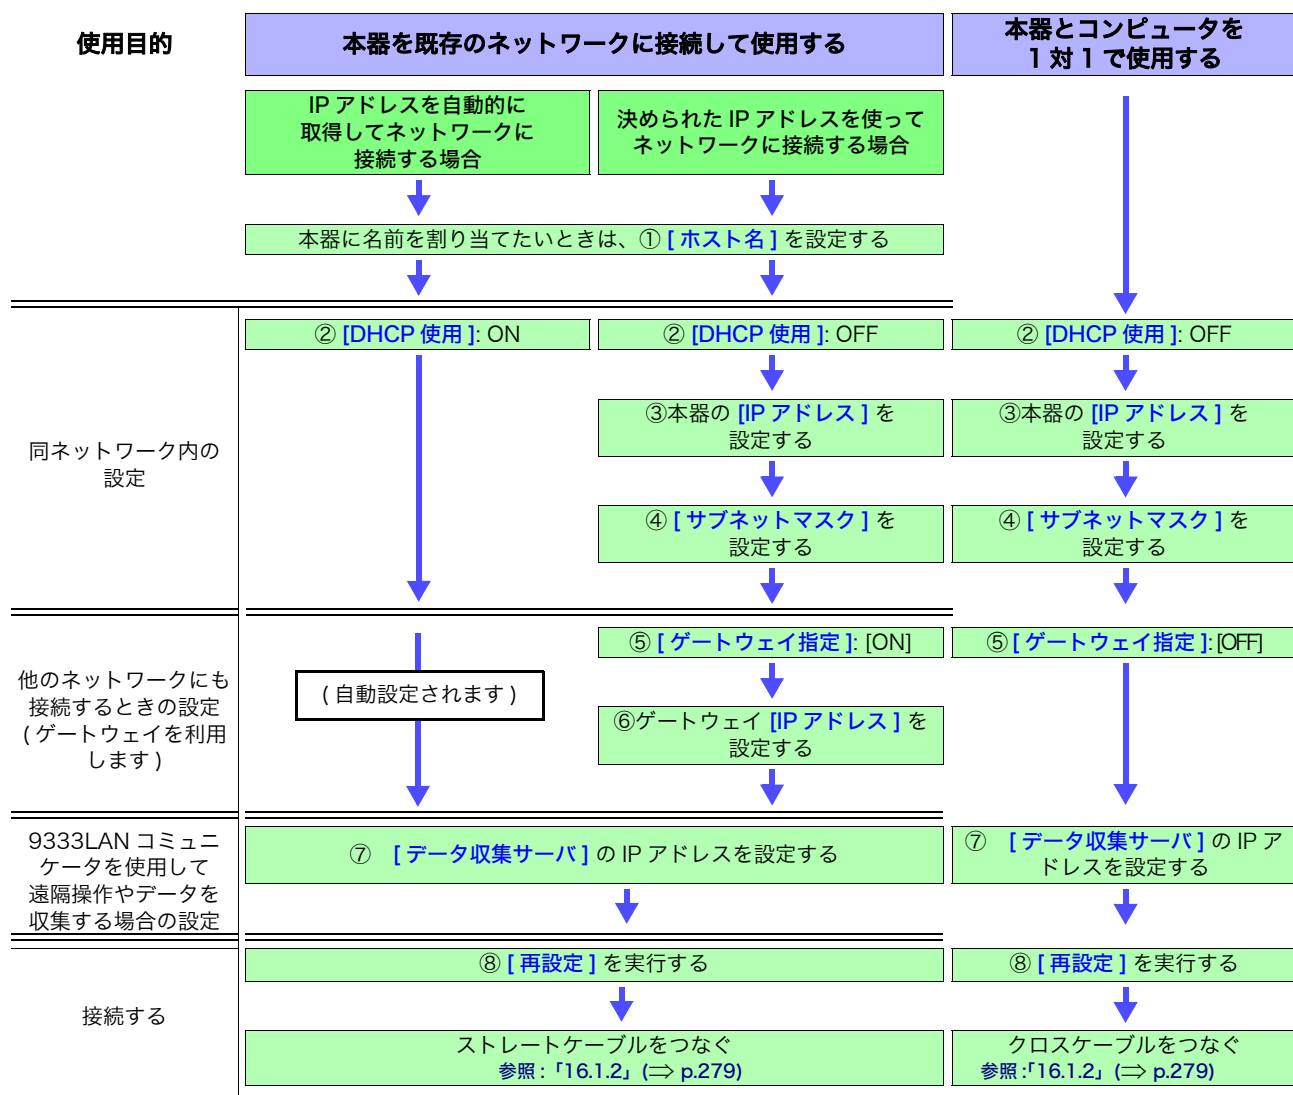 使用目的
本器を既存のネットワークに接続して使用する
本器とコンピュータを
1 対 1 で使用する
IP アドレスを自動的に
取得してネットワークに
接続する場合
決められた IP アドレスを使って
ネットワークに接続する場合
本器に名前を割り当てたいときは、① [ ホスト名 ] を設定する
同ネットワーク内の
設定
② [DHCP 使用 ]: ON
② [DHCP 使用 ]: OFF
② [DHCP 使用 ]: OFF
③本器の [IP アドレス ] を
設定する
③本器の [IP アドレス ] を
設定する
④ [ サブネットマスク ] を
設定する
④ [ サブネットマスク ] を
設定する
他のネットワークにも
接続するときの設定
( ゲートウェイを利用
します )
( 自動設定されます )
⑤ [ ゲートウェイ指定 ]: [ON]
⑤ [ ゲートウェイ指定 ]: [OFF]
⑥ゲートウェイ [IP アドレス ] を
設定する
9333LAN コミュニ
ケータを使用して
遠隔操作やデータを
収集する場合の設定
⑦ [ データ収集サーバ ] の IP アドレスを設定する
⑦ [ データ収集サーバ ] の IP ア
ドレスを設定する
接続する
⑧ [ 再設定 ] を実行する
⑧ [ 再設定 ] を実行する
ストレートケーブルをつなぐ
参照 : 「16.1.2」(⇒ p.279)
クロスケーブルをつなぐ
参照 :「16.1.2」(⇒ p.279)